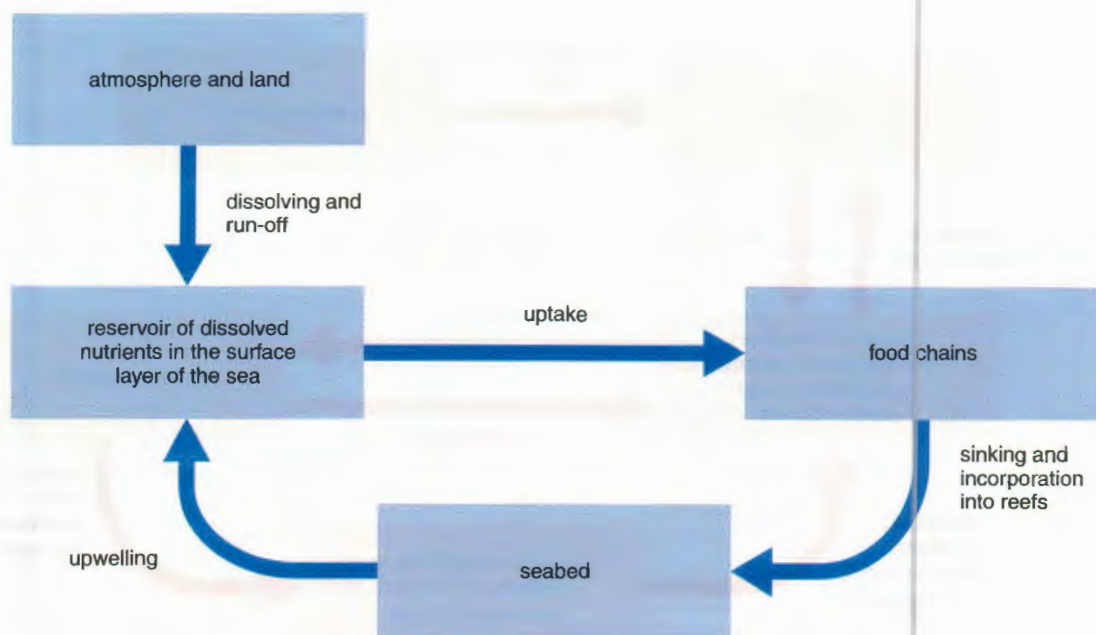 atmosphere and land
dissolving and
run-off
reservoir of dissolved
nutrients in the surface
layer of the sea
uptake
food chains
sinking and
incorporation
into reefs
upwelling
seabed